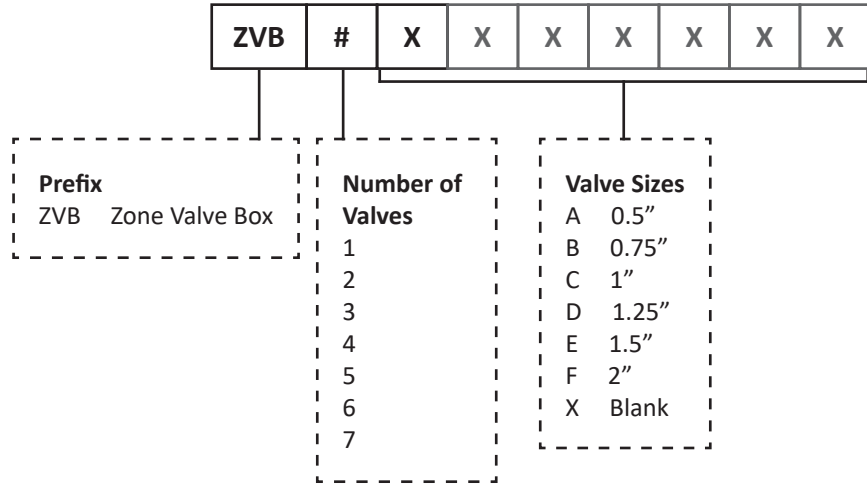 ZVB # X X X X X X X
Prefix
ZVB Zone Valve Box
Number of
Valves
1
2
3
4
5
6
7
Valve Sizes
A 0.5”
B 0.75”
C 1”
D 1.25”
E 1.5”
F 2”
X Blank